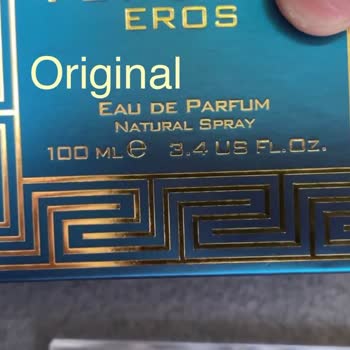 EROS
Original
EAU DE PARFUM
NATURAL SPRAY
100 ML ℮ 3.4 US FL.OZ.